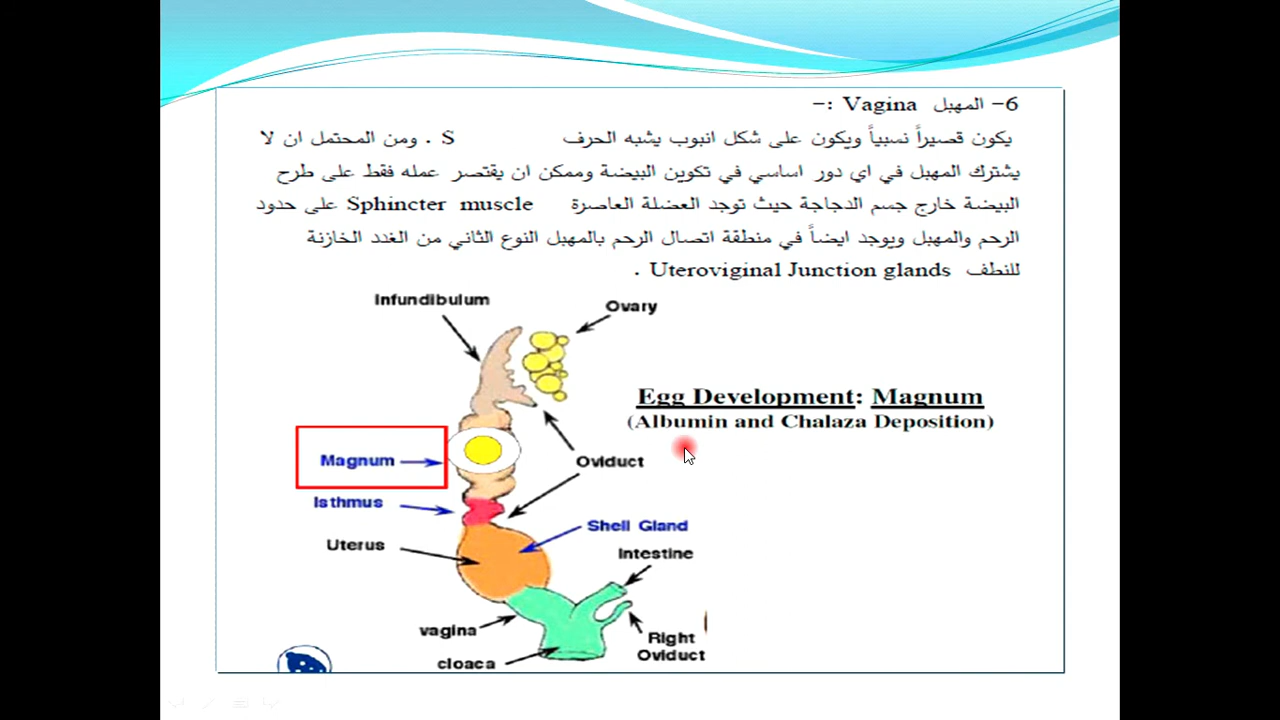 6- المهبل Vagina :-
يكون قصيراً نسبياً ويكون على شكل انبوب يشبه الحرف S . ومن المحتمل ان لا
يشترك المهبل في اي دور اساسي في تكوين البيضة وممكن ان يقتصر عمله فقط على طرح
البيضة خارج جسم الدجاجة حيث توجد العضلة العاصرة Sphincter muscle على حدود
الرحم والمهبل ويوجد ايضاً في منطقة اتصال الرحم بالمهبل النوع الثاني من الغدد الخازنة
للنطف Uteroviginal Junction glands .
Infundibulum
Ovary
Egg Development: Magnum
(Albumin and Chalaza Deposition)
Magnum
Oviduct
Isthmus
Shell Gland
Uterus
Intestine
vagina
Right
Oviduct
cloaca